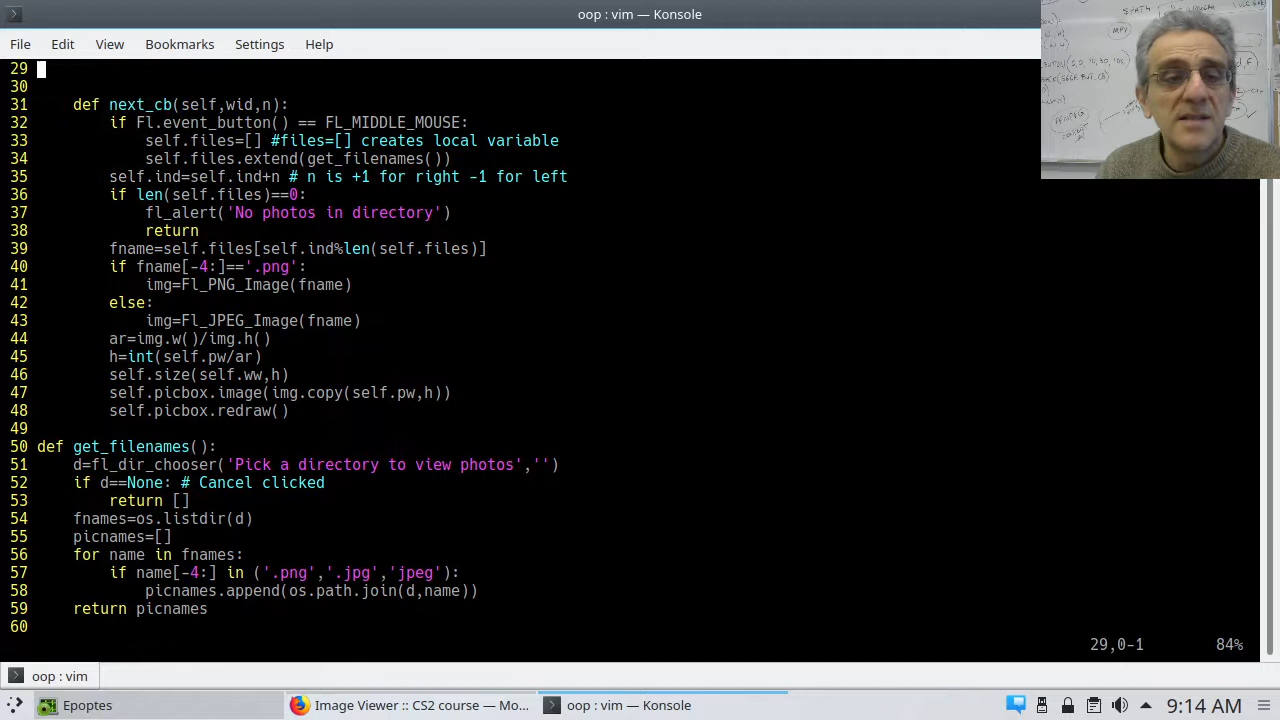 oop : vim — Konsole
File Edit View Bookmarks Settings Help
29
30
31     def next_cb(self,wid,n):
32         if Fl.event_button() == FL_MIDDLE_MOUSE:
33             self.files=[] #files=[] creates local variable
34             self.files.extend(get_filenames())
35         self.ind=self.ind+n # n is +1 for right -1 for left
36         if len(self.files)==0:
37             fl_alert('No photos in directory')
38             return
39         fname=self.files[self.ind%len(self.files)]
40         if fname[-4:]=='.png':
41             img=Fl_PNG_Image(fname)
42         else:
43             img=Fl_JPEG_Image(fname)
44         ar=img.w()/img.h()
45         h=int(self.pw/ar)
46         self.size(self.ww,h)
47         self.picbox.image(img.copy(self.pw,h))
48         self.picbox.redraw()
49
50 def get_filenames():
51     d=fl_dir_chooser('Pick a directory to view photos','')
52     if d==None: # Cancel clicked
53         return []
54     fnames=os.listdir(d)
55     picnames=[]
56     for name in fnames:
57         if name[-4:] in ('.png','.jpg','jpeg'):
58             picnames.append(os.path.join(d,name))
59     return picnames
60
29,0-1 84%
oop : vim
Epoptes
Image Viewer :: CS2 course — Mo...
oop : vim — Konsole
9:14 AM